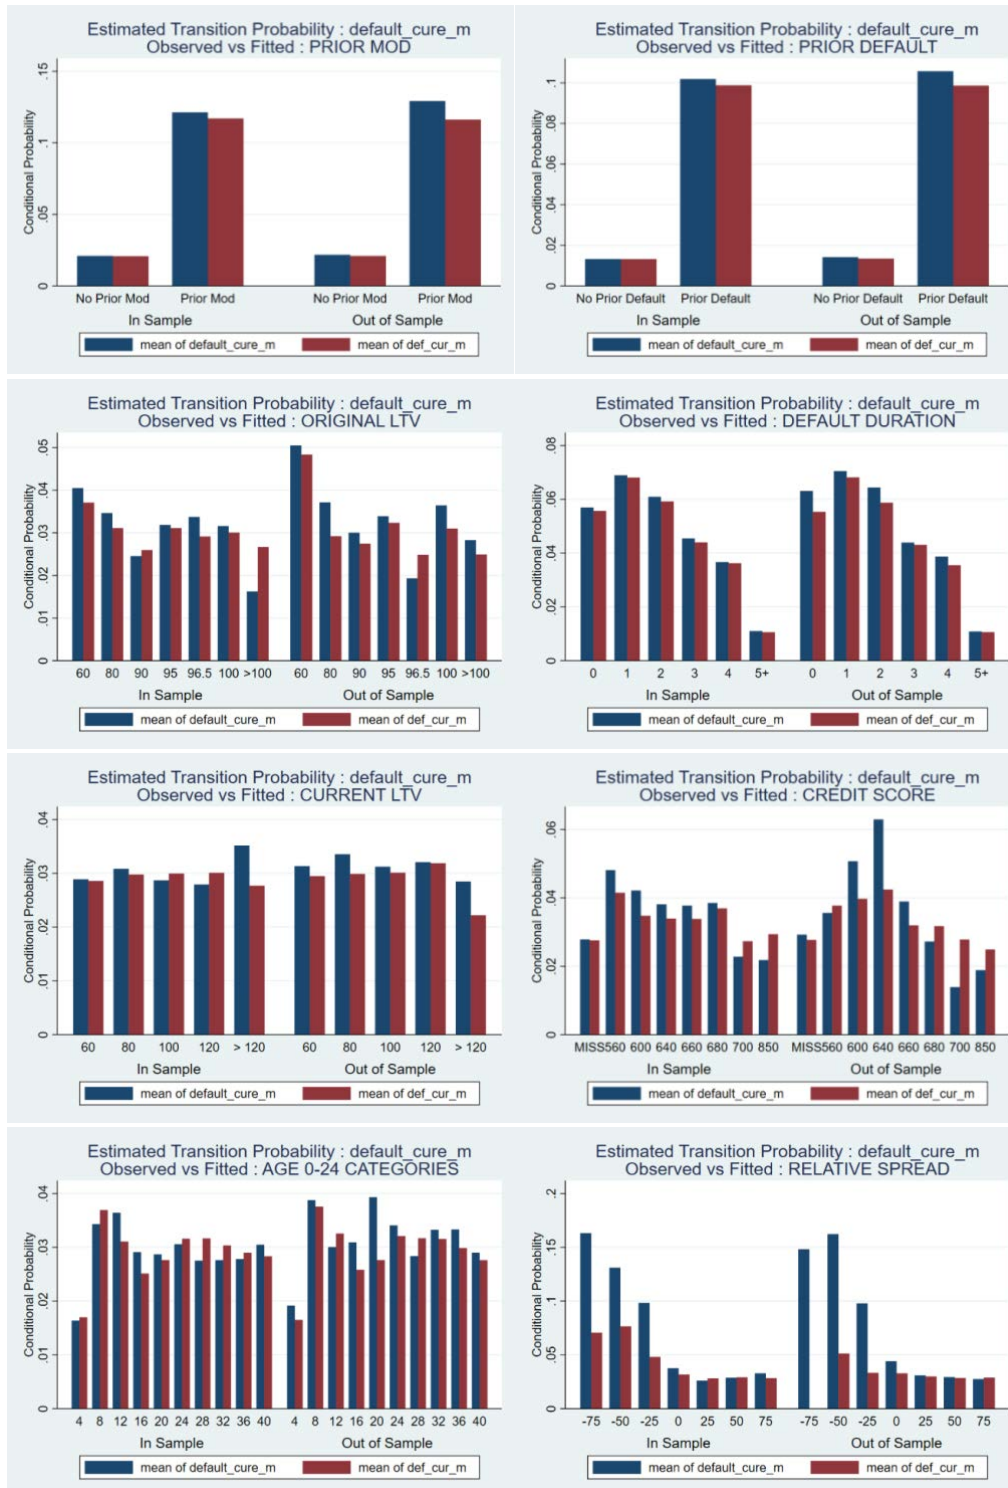 Estimated Transition Probability : default_cure_m
Observed vs Fitted : PRIOR MOD
Conditional Probability
.15
.1
.05
0
No Prior Mod Prior Mod No Prior Mod Prior Mod
In Sample Out of Sample
mean of default_cure_m mean of def_cur_m
Estimated Transition Probability : default_cure_m
Observed vs Fitted : PRIOR DEFAULT
Conditional Probability
.1
.08
.06
.04
.02
0
No Prior Default Prior Default No Prior Default Prior Default
In Sample Out of Sample
mean of default_cure_m mean of def_cur_m
Estimated Transition Probability : default_cure_m
Observed vs Fitted : ORIGINAL LTV
Conditional Probability
.05
.04
.03
.02
.01
0
60 80 90 95 96.5 100 >100 60 80 90 95 96.5 100 >100
In Sample Out of Sample
mean of default_cure_m mean of def_cur_m
Estimated Transition Probability : default_cure_m
Observed vs Fitted : DEFAULT DURATION
Conditional Probability
.08
.06
.04
.02
0
0 1 2 3 4 5+ 0 1 2 3 4 5+
In Sample Out of Sample
mean of default_cure_m mean of def_cur_m
Estimated Transition Probability : default_cure_m
Observed vs Fitted : CURRENT LTV
Conditional Probability
.04
.03
.02
.01
0
60 80 100 120 > 120 60 80 100 120 > 120
In Sample Out of Sample
mean of default_cure_m mean of def_cur_m
Estimated Transition Probability : default_cure_m
Observed vs Fitted : CREDIT SCORE
Conditional Probability
.06
.04
.02
0
MISS560 600 640 660 680 700 850 MISS560 600 640 660 680 700 850
In Sample Out of Sample
mean of default_cure_m mean of def_cur_m
Estimated Transition Probability : default_cure_m
Observed vs Fitted : AGE 0-24 CATEGORIES
Conditional Probability
.04
.03
.02
.01
0
4 8 12 16 20 24 28 32 36 40 4 8 12 16 20 24 28 32 36 40
In Sample Out of Sample
mean of default_cure_m mean of def_cur_m
Estimated Transition Probability : default_cure_m
Observed vs Fitted : RELATIVE SPREAD
Conditional Probability
.2
.15
.1
.05
0
-75 -50 -25 0 25 50 75 -75 -50 -25 0 25 50 75
In Sample Out of Sample
mean of default_cure_m mean of def_cur_m